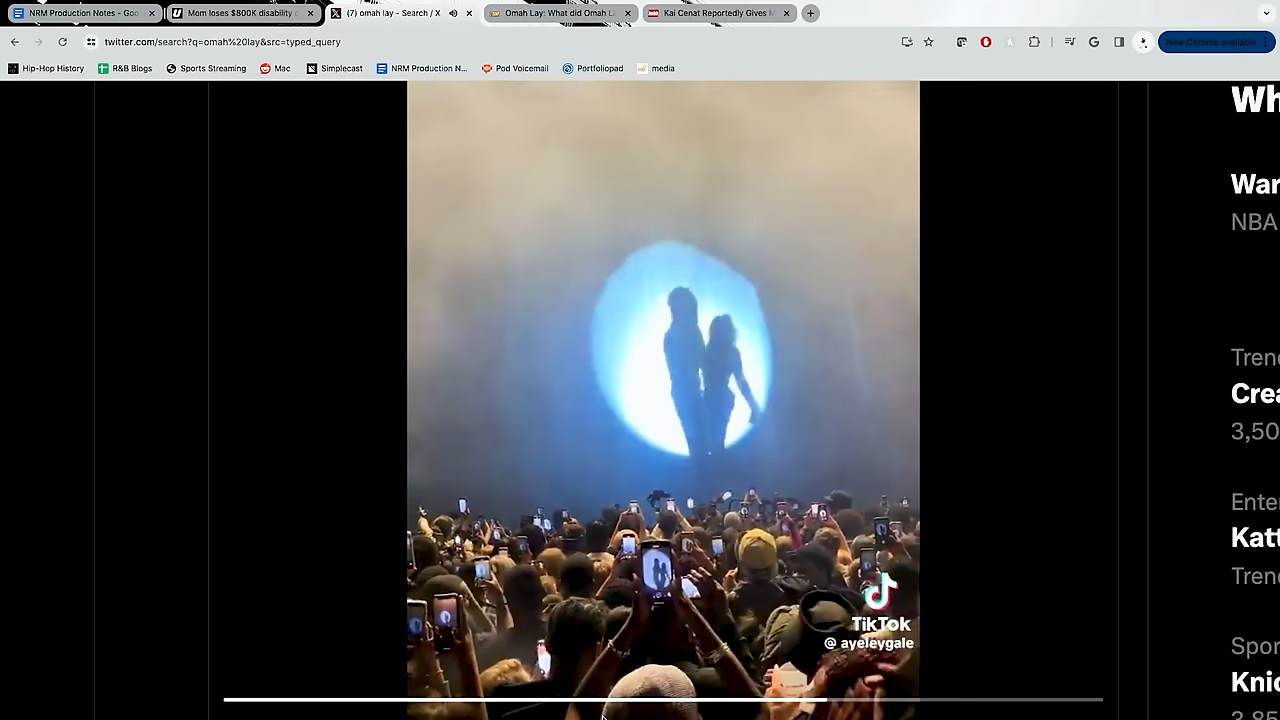 NRM Production Notes - Goo
Mom loses $800K disability c
(7) omah lay - Search / X
Omah Lay: What did Omah L
Kai Cenat Reportedly Gives M
twitter.com/search?q=omah%20lay&src=typed_query
New Chrome available
Hip-Hop History
R&B Blogs
Sports Streaming
Mac
Simplecast
NRM Production N...
Pod Voicemail
Portfoliopad
media
Wh
War
NBA
Tren
Crea
3,50
Ente
Katt
Tren
Spor
Knic
TikTok
@ ayeleygale